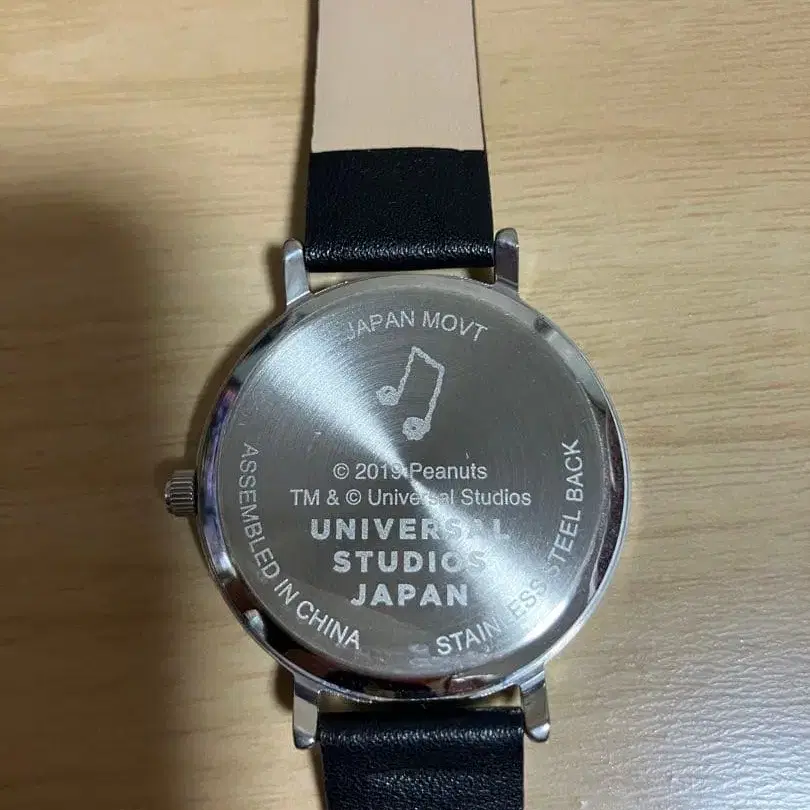 JAPAN MOVT
© 2019 Peanuts
TM & © Universal Studios
UNIVERSAL
STUDIOS
JAPAN
ASSEMBLED IN CHINA
STAINLESS STEEL BACK